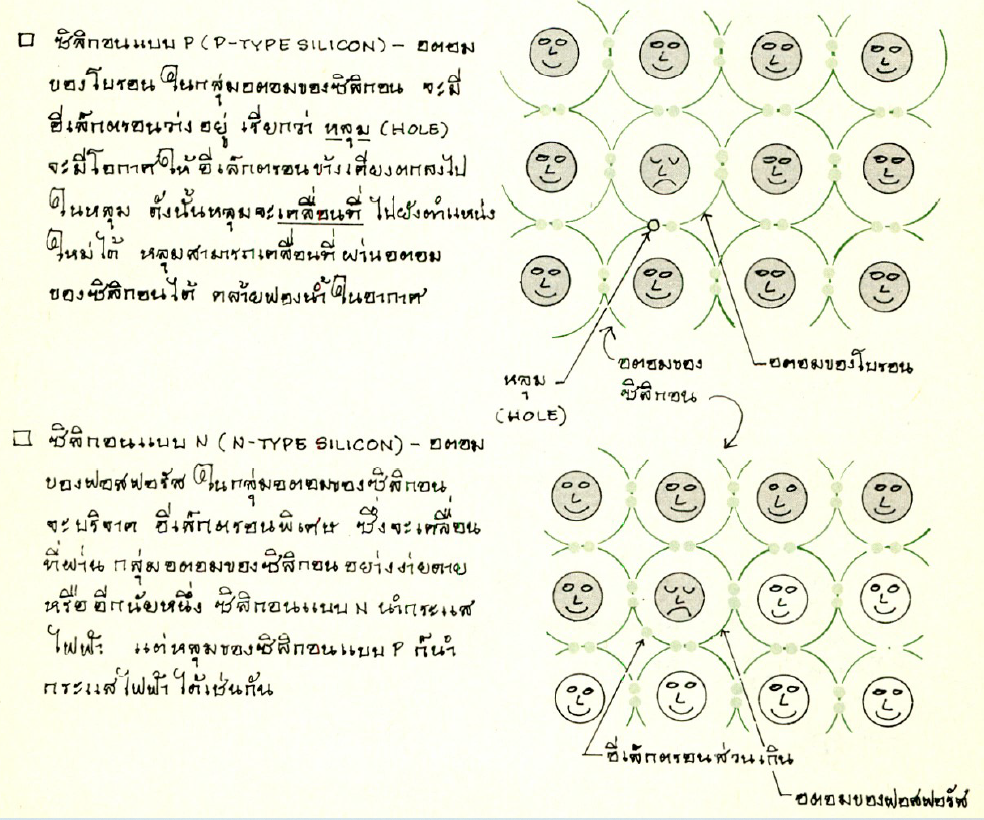 □ ซิลิกอนแบบ P (P-TYPE SILICON) - อตอม
ของโบรอน ในกลุ่มอตอมของซิลิกอน จะมี
อีเล็กตรอนว่างอยู่ เรียกว่า หลุม (HOLE)
จะมีโอกาศให้อีเล็กตรอนข้างเคียงตกลงไป
ในหลุม ดังนั้นหลุมจะเคลื่อนที่ ไปยังตำแหน่ง
ใหม่ได้ หลุมสามารถเคลื่อนที่ ผ่านอตอม
ของซิลิกอนได้ คล้ายฟองน้ำในอากาศ
อตอมของ
ซิลิกอน
อตอมของโบรอน
หลุม
(HOLE)
□ ซิลิกอนแบบ N (N-TYPE SILICON) - อตอม
ของฟอสฟอรัส ในกลุ่มอตอมของซิลิกอน
จะบริจาค อีเล็กตรอนพิเศษ ซึ่งจะเคลื่อน
ที่ผ่าน กลุ่มอตอมของซิลิกอน อย่างง่ายดาย
หรือ อีกนัยหนึ่ง ซิลิกอนแบบ N นำกระแส
ไฟฟ้า แต่หลุมของซิลิกอนแบบ P ก็นำ
กระแสไฟฟ้าได้เช่นกัน
อีเล็กตรอนส่วนเกิน
อตอมของฟอสฟอรัส